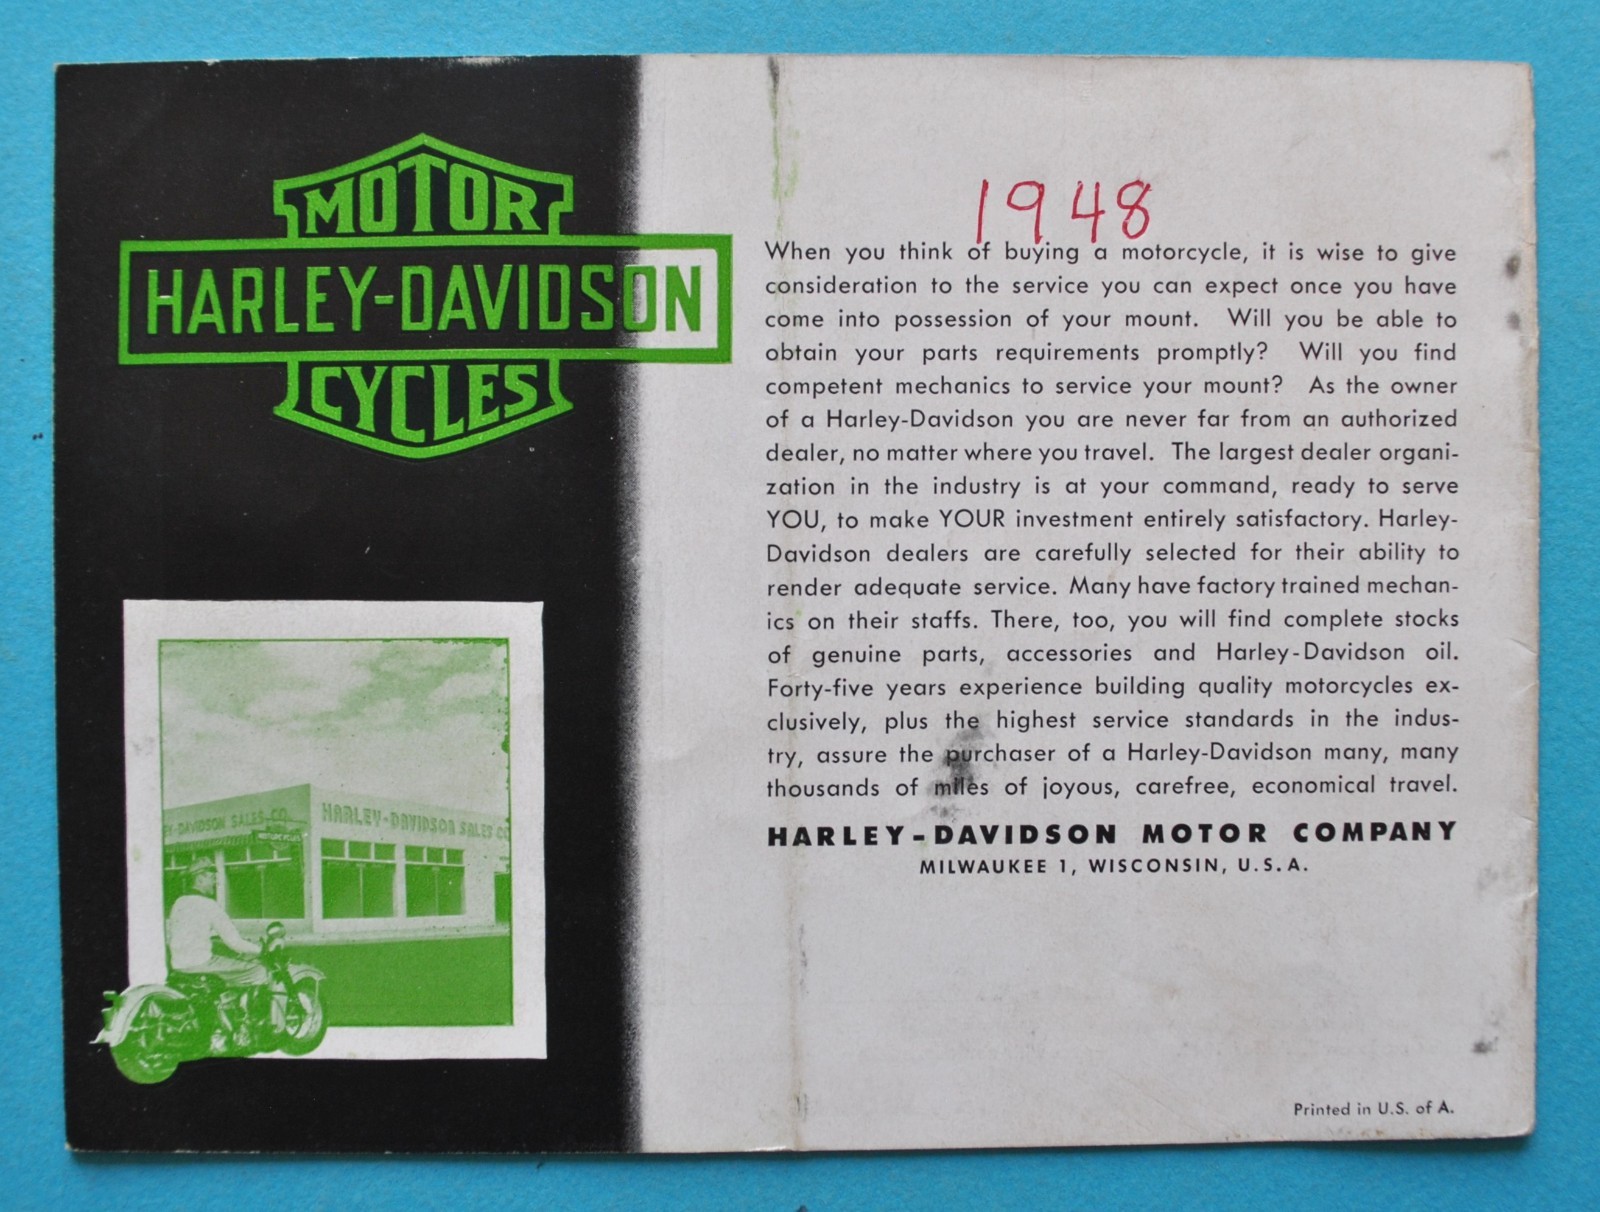 MOTOR
HARLEY-DAVIDSON
CYCLES
EY-DAVIDSON SALES CO.
HARLEY-DAVIDSON SALES CO
MOTORCYCLES
1948
When you think of buying a motorcycle, it is wise to give
consideration to the service you can expect once you have
come into possession of your mount. Will you be able to
obtain your parts requirements promptly? Will you find
competent mechanics to service your mount? As the owner
of a Harley-Davidson you are never far from an authorized
dealer, no matter where you travel. The largest dealer organi-
zation in the industry is at your command, ready to serve
YOU, to make YOUR investment entirely satisfactory. Harley-
Davidson dealers are carefully selected for their ability to
render adequate service. Many have factory trained mechan-
ics on their staffs. There, too, you will find complete stocks
of genuine parts, accessories and Harley-Davidson oil.
Forty-five years experience building quality motorcycles ex-
clusively, plus the highest service standards in the indus-
try, assure the purchaser of a Harley-Davidson many, many
thousands of miles of joyous, carefree, economical travel.
HARLEY-DAVIDSON MOTOR COMPANY
MILWAUKEE 1, WISCONSIN, U.S.A.
Printed in U.S. of A.